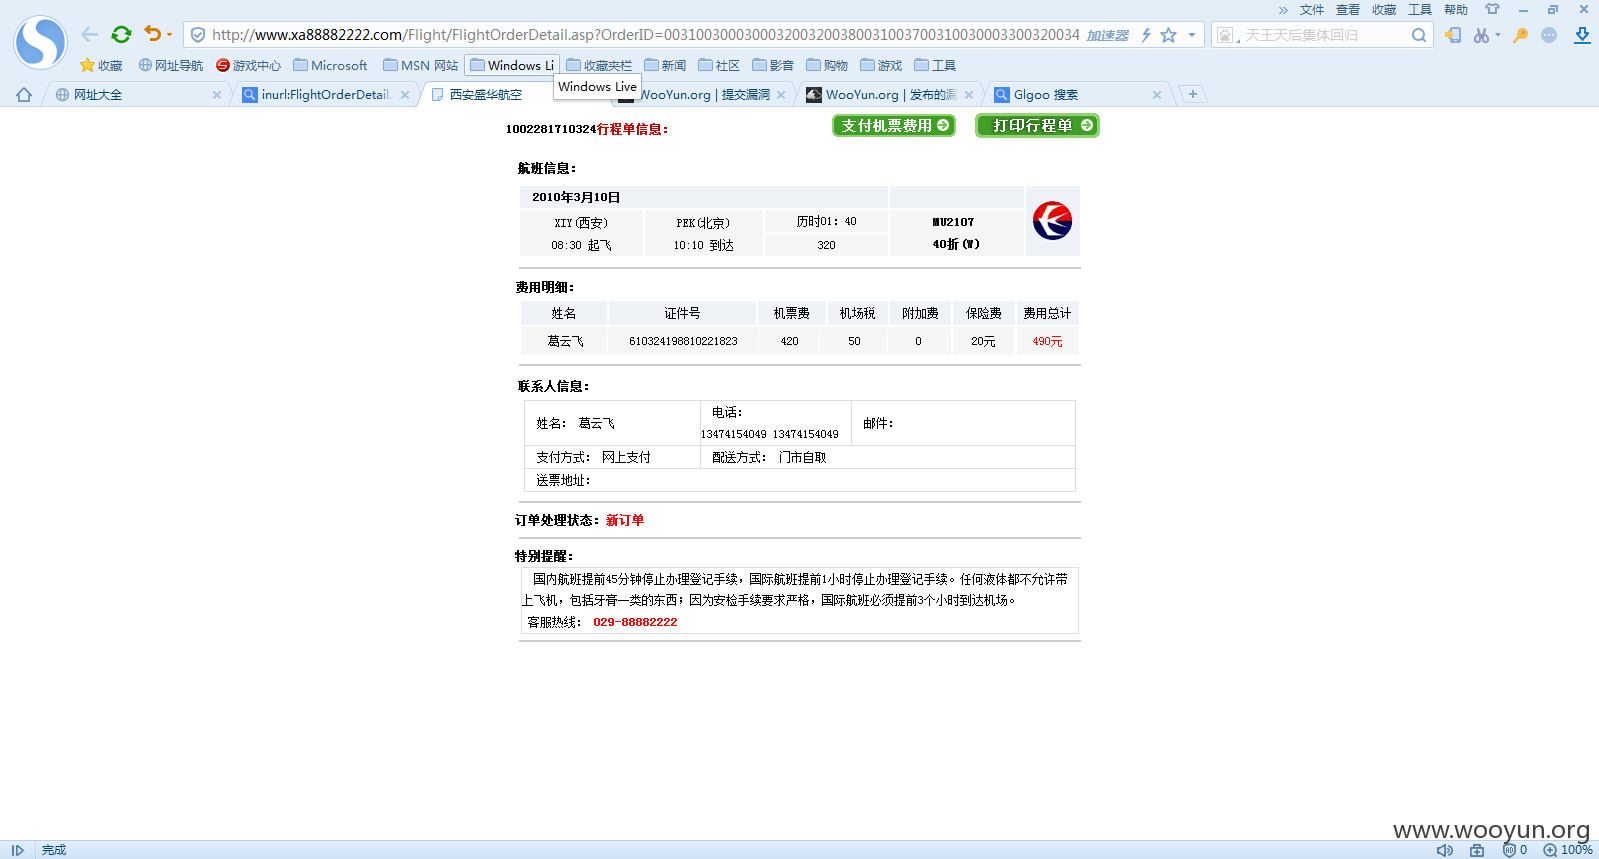 » 文件 查看 收藏 工具 帮助
http://www.xa88882222.com/Flight/FlightOrderDetail.asp?OrderID=0031003000300032003200380031003700310030003300320034 加速器
天王天后集体回归
收藏 网址导航 游戏中心 Microsoft MSN 网站 Windows Li 收藏夹栏 新闻 社区 影音 购物 游戏 工具
Windows Live
网址大全 inurl:FlightOrderDetail. 西安盛华航空 WooYun.org | 提交漏洞 WooYun.org | 发布的漏 Glgoo 搜索
1002281710324行程单信息：
支付机票费用 打印行程单
航班信息：
2010年3月10日
XIY(西安) PEK(北京) 历时01: 40 MU2107
08:30 起飞 10:10 到达 320 40折(W)
费用明细：
姓名 证件号 机票费 机场税 附加费 保险费 费用总计
葛云飞 610324198810221823 420 50 0 20元 490元
联系人信息：
姓名： 葛云飞 电话： 13474154049 13474154049 邮件：
支付方式： 网上支付 配送方式： 门市自取
送票地址：
订单处理状态：新订单
特别提醒：
国内航班提前45分钟停止办理登记手续，国际航班提前1小时停止办理登记手续。任何液体都不允许带
上飞机，包括牙膏一类的东西；因为安检手续要求严格，国际航班必须提前3个小时到达机场。
客服热线： 029-88882222
www.wooyun.org
完成 0 100%